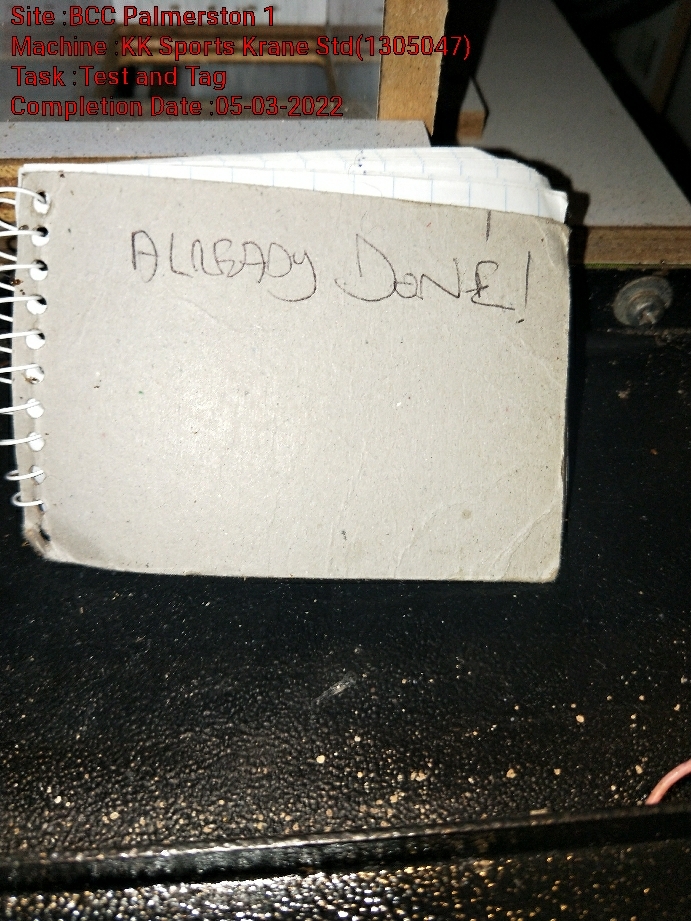 Site :BCC Palmerston 1
Machine :KK Sports Krane Std(1305047)
Task :Test and Tag
Completion Date :05-03-2022
ALREADY DONE!